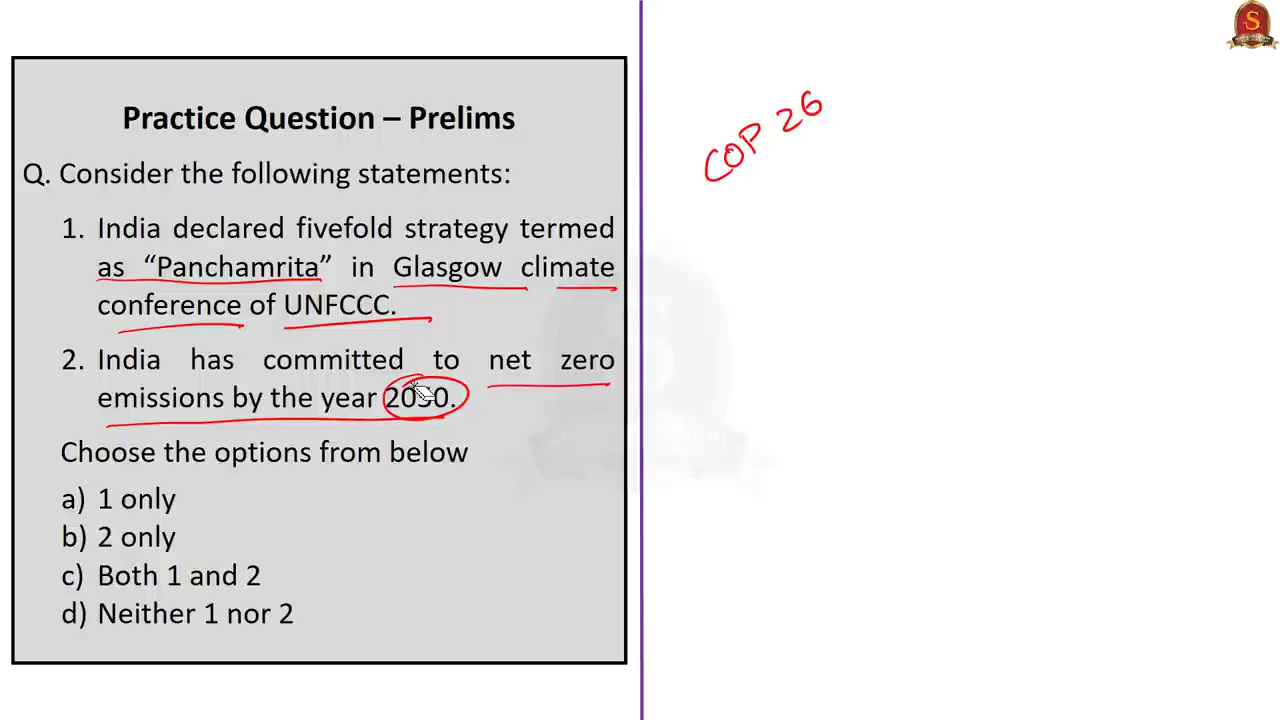 Practice Question – Prelims
Q. Consider the following statements:
1. India declared fivefold strategy termed
as “Panchamrita” in Glasgow climate
conference of UNFCCC.
2. India has committed to net zero
emissions by the year
Choose the options from below
a) 1 only
b) 2 only
c) Both 1 and 2
d) Neither 1 nor 2
COP 26
S